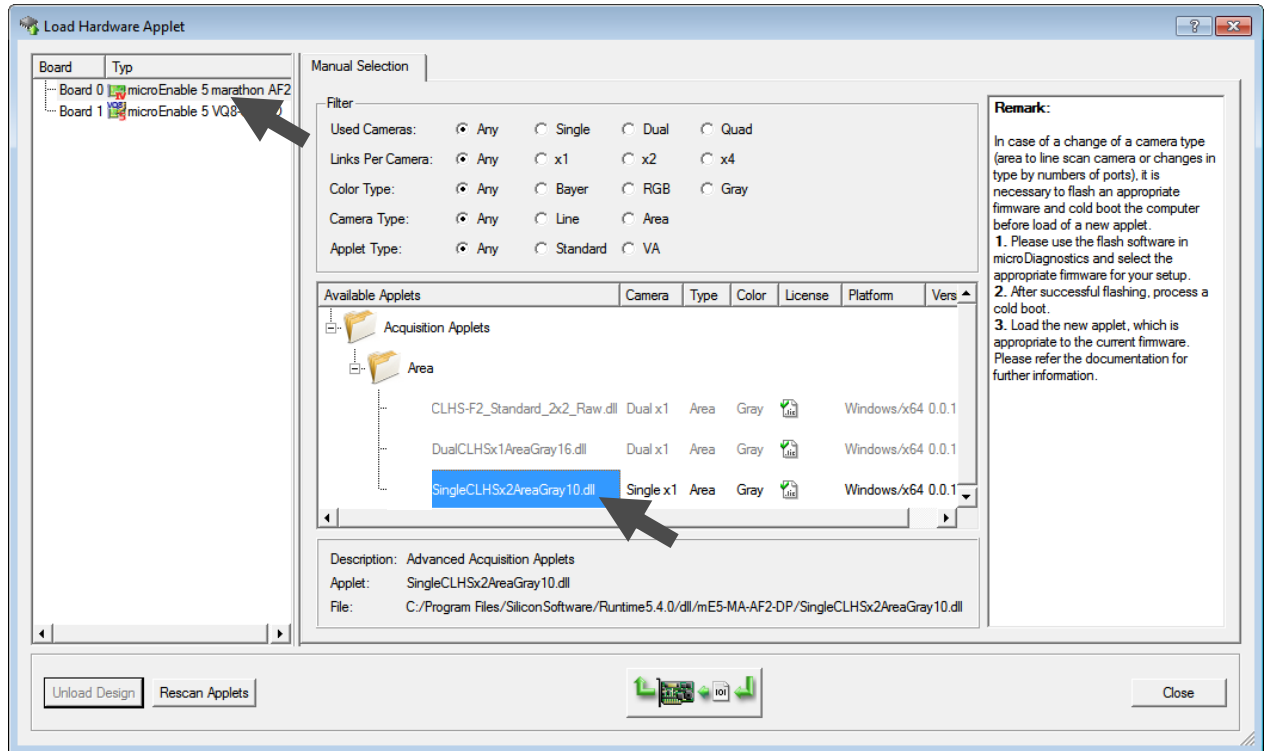 Load Hardware Applet
Board Typ
Board 0 microEnable 5 marathon AF2
Board 1 microEnable 5 VQ8-
Manual Selection
Filter
Used Cameras: Any Single Dual Quad
Links Per Camera: Any x1 x2 x4
Color Type: Any Bayer RGB Gray
Camera Type: Any Line Area
Applet Type: Any Standard VA
Available Applets Camera Type Color License Platform Vers
Acquisition Applets
Area
CLHS-F2_Standard_2x2_Raw.dll Dual x1 Area Gray Windows/x64 0.0.1
DualCLHSx1AreaGray16.dll Dual x1 Area Gray Windows/x64 0.0.1
SingleCLHSx2AreaGray10.dll Single x1 Area Gray Windows/x64 0.0.1
Description: Advanced Acquisition Applets
Applet: SingleCLHSx2AreaGray10.dll
File: C:/Program Files/SiliconSoftware/Runtime5.4.0/dll/mE5-MA-AF2-DP/SingleCLHSx2AreaGray10.dll
Remark:
In case of a change of a camera type
(area to line scan camera or changes in
type by numbers of ports), it is
necessary to flash an appropriate
firmware and cold boot the computer
before load of a new applet.
1. Please use the flash software in
microDiagnostics and select the
appropriate firmware for your setup.
2. After successful flashing, process a
cold boot.
3. Load the new applet, which is
appropriate to the current firmware.
Please refer the documentation for
further information.
Unload Design Rescan Applets Close